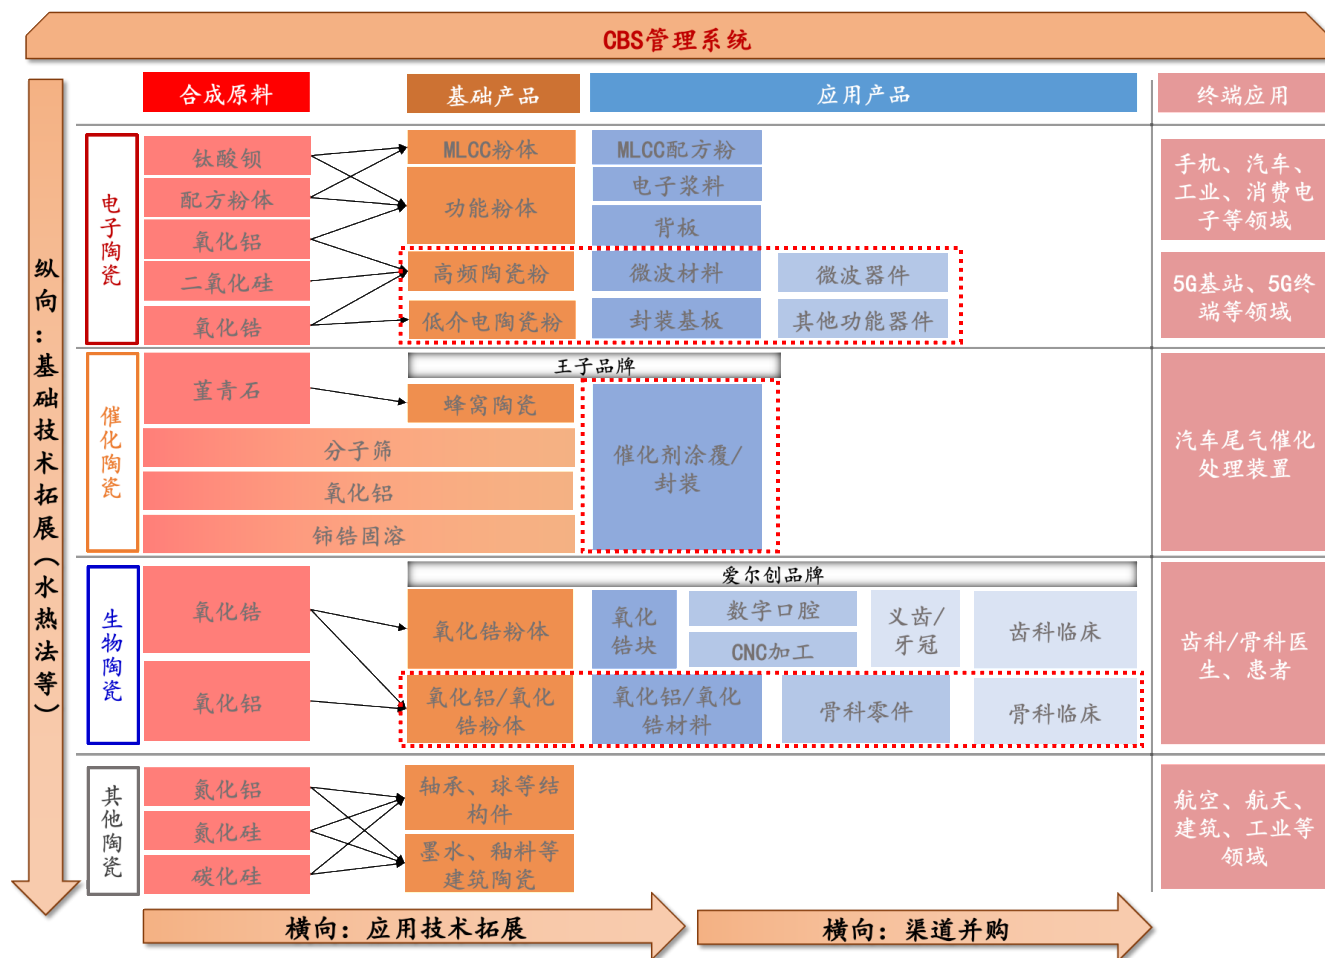 CBS管理系统
合成原料
基础产品
应用产品
终端应用
纵向：基础技术拓展（水热法等）
电子陶瓷
钛酸钡
配方粉体
氧化铝
二氧化硅
氧化锆
MLCC粉体
功能粉体
高频陶瓷粉
低介电陶瓷粉
MLCC配方粉
电子浆料
背板
微波材料
微波器件
封装基板
其他功能器件
手机、汽车、
工业、消费电
子等领域
5G基站、5G终
端等领域
催化陶瓷
王子品牌
堇青石
蜂窝陶瓷
分子筛
氧化铝
铈锆固溶
催化剂涂覆/
封装
汽车尾气催化
处理装置
生物陶瓷
爱尔创品牌
氧化锆
氧化铝
氧化锆粉体
氧化
锆块
数字口腔
CNC加工
义齿/
牙冠
齿科临床
氧化铝/氧化
锆粉体
氧化铝/氧化
锆材料
骨科零件
骨科临床
齿科/骨科医
生、患者
其他陶瓷
氮化铝
氮化硅
碳化硅
轴承、球等结
构件
墨水、釉料等
建筑陶瓷
航空、航天、
建筑、工业等
领域
横向：应用技术拓展
横向：渠道并购